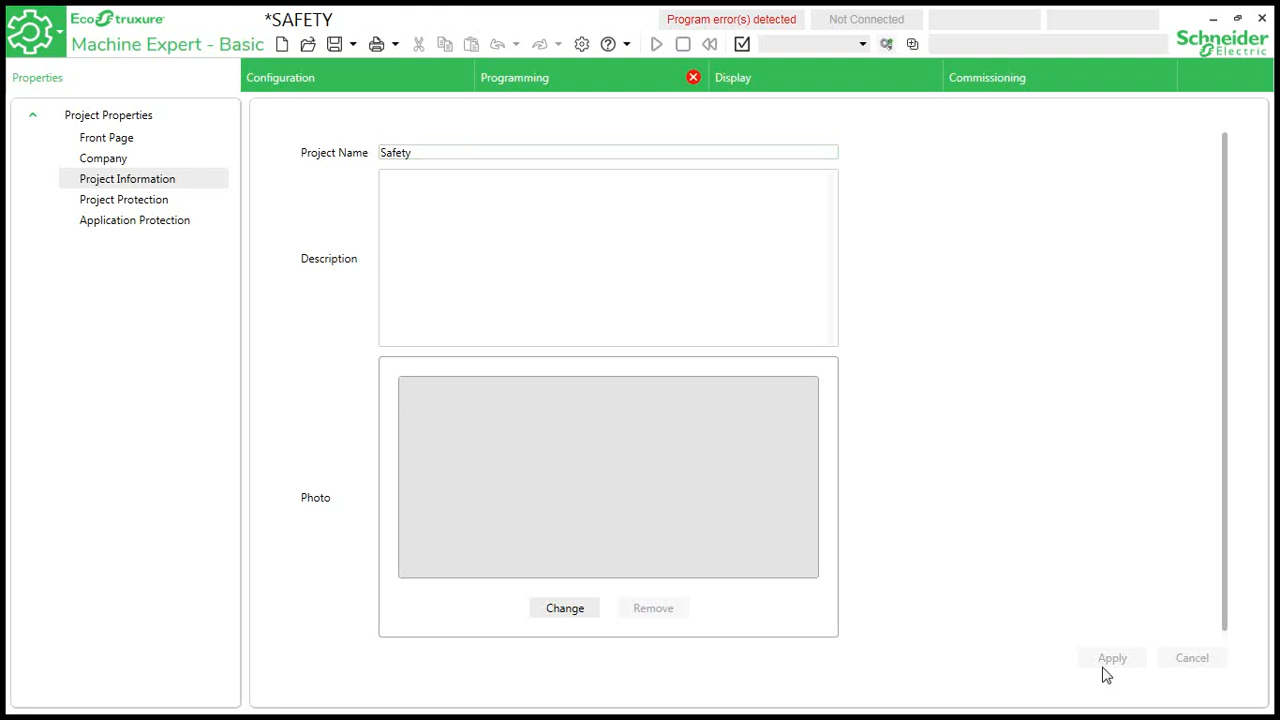 EcoStruxure
Machine Expert - Basic
*SAFETY
Program error(s) detected
Not Connected
Schneider
Electric
Properties
Configuration
Programming
Display
Commissioning
Project Properties
Front Page
Company
Project Information
Project Protection
Application Protection
Project Name
Safety
Description
Photo
Change
Remove
Apply
Cancel